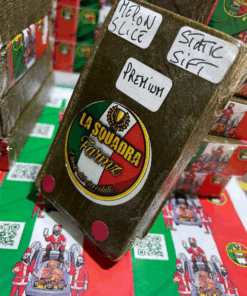 MELON
SLICE
STATIC
SIFT
PREMIUM
LA SQUADRA
Farmz